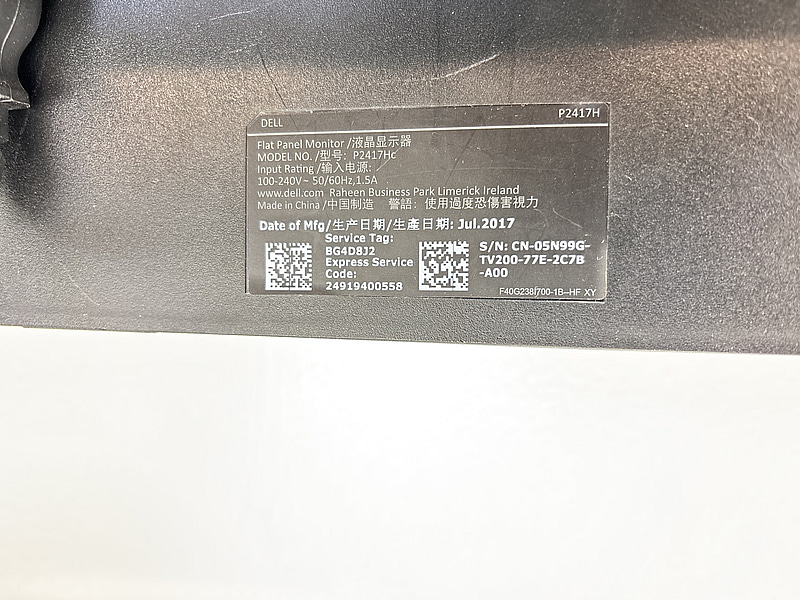 DELL
P2417H
Flat Panel Monitor /液晶显示器
MODEL NO. /型号: P2417Hc
Input Rating /输入电源:
100-240V~ 50/60Hz,1.5A
www.dell.com Raheen Business Park Limerick Ireland
Made in China /中国制造 警語: 使用過度恐傷害視力
Date of Mfg/生产日期/生產日期: Jul.2017
Service Tag:
BG4D8J2
Express Service
Code:
24919400558
S/N: CN-05N99G-
TV200-77E-2C7B
-A00
F40G238J700-1B--HF XY